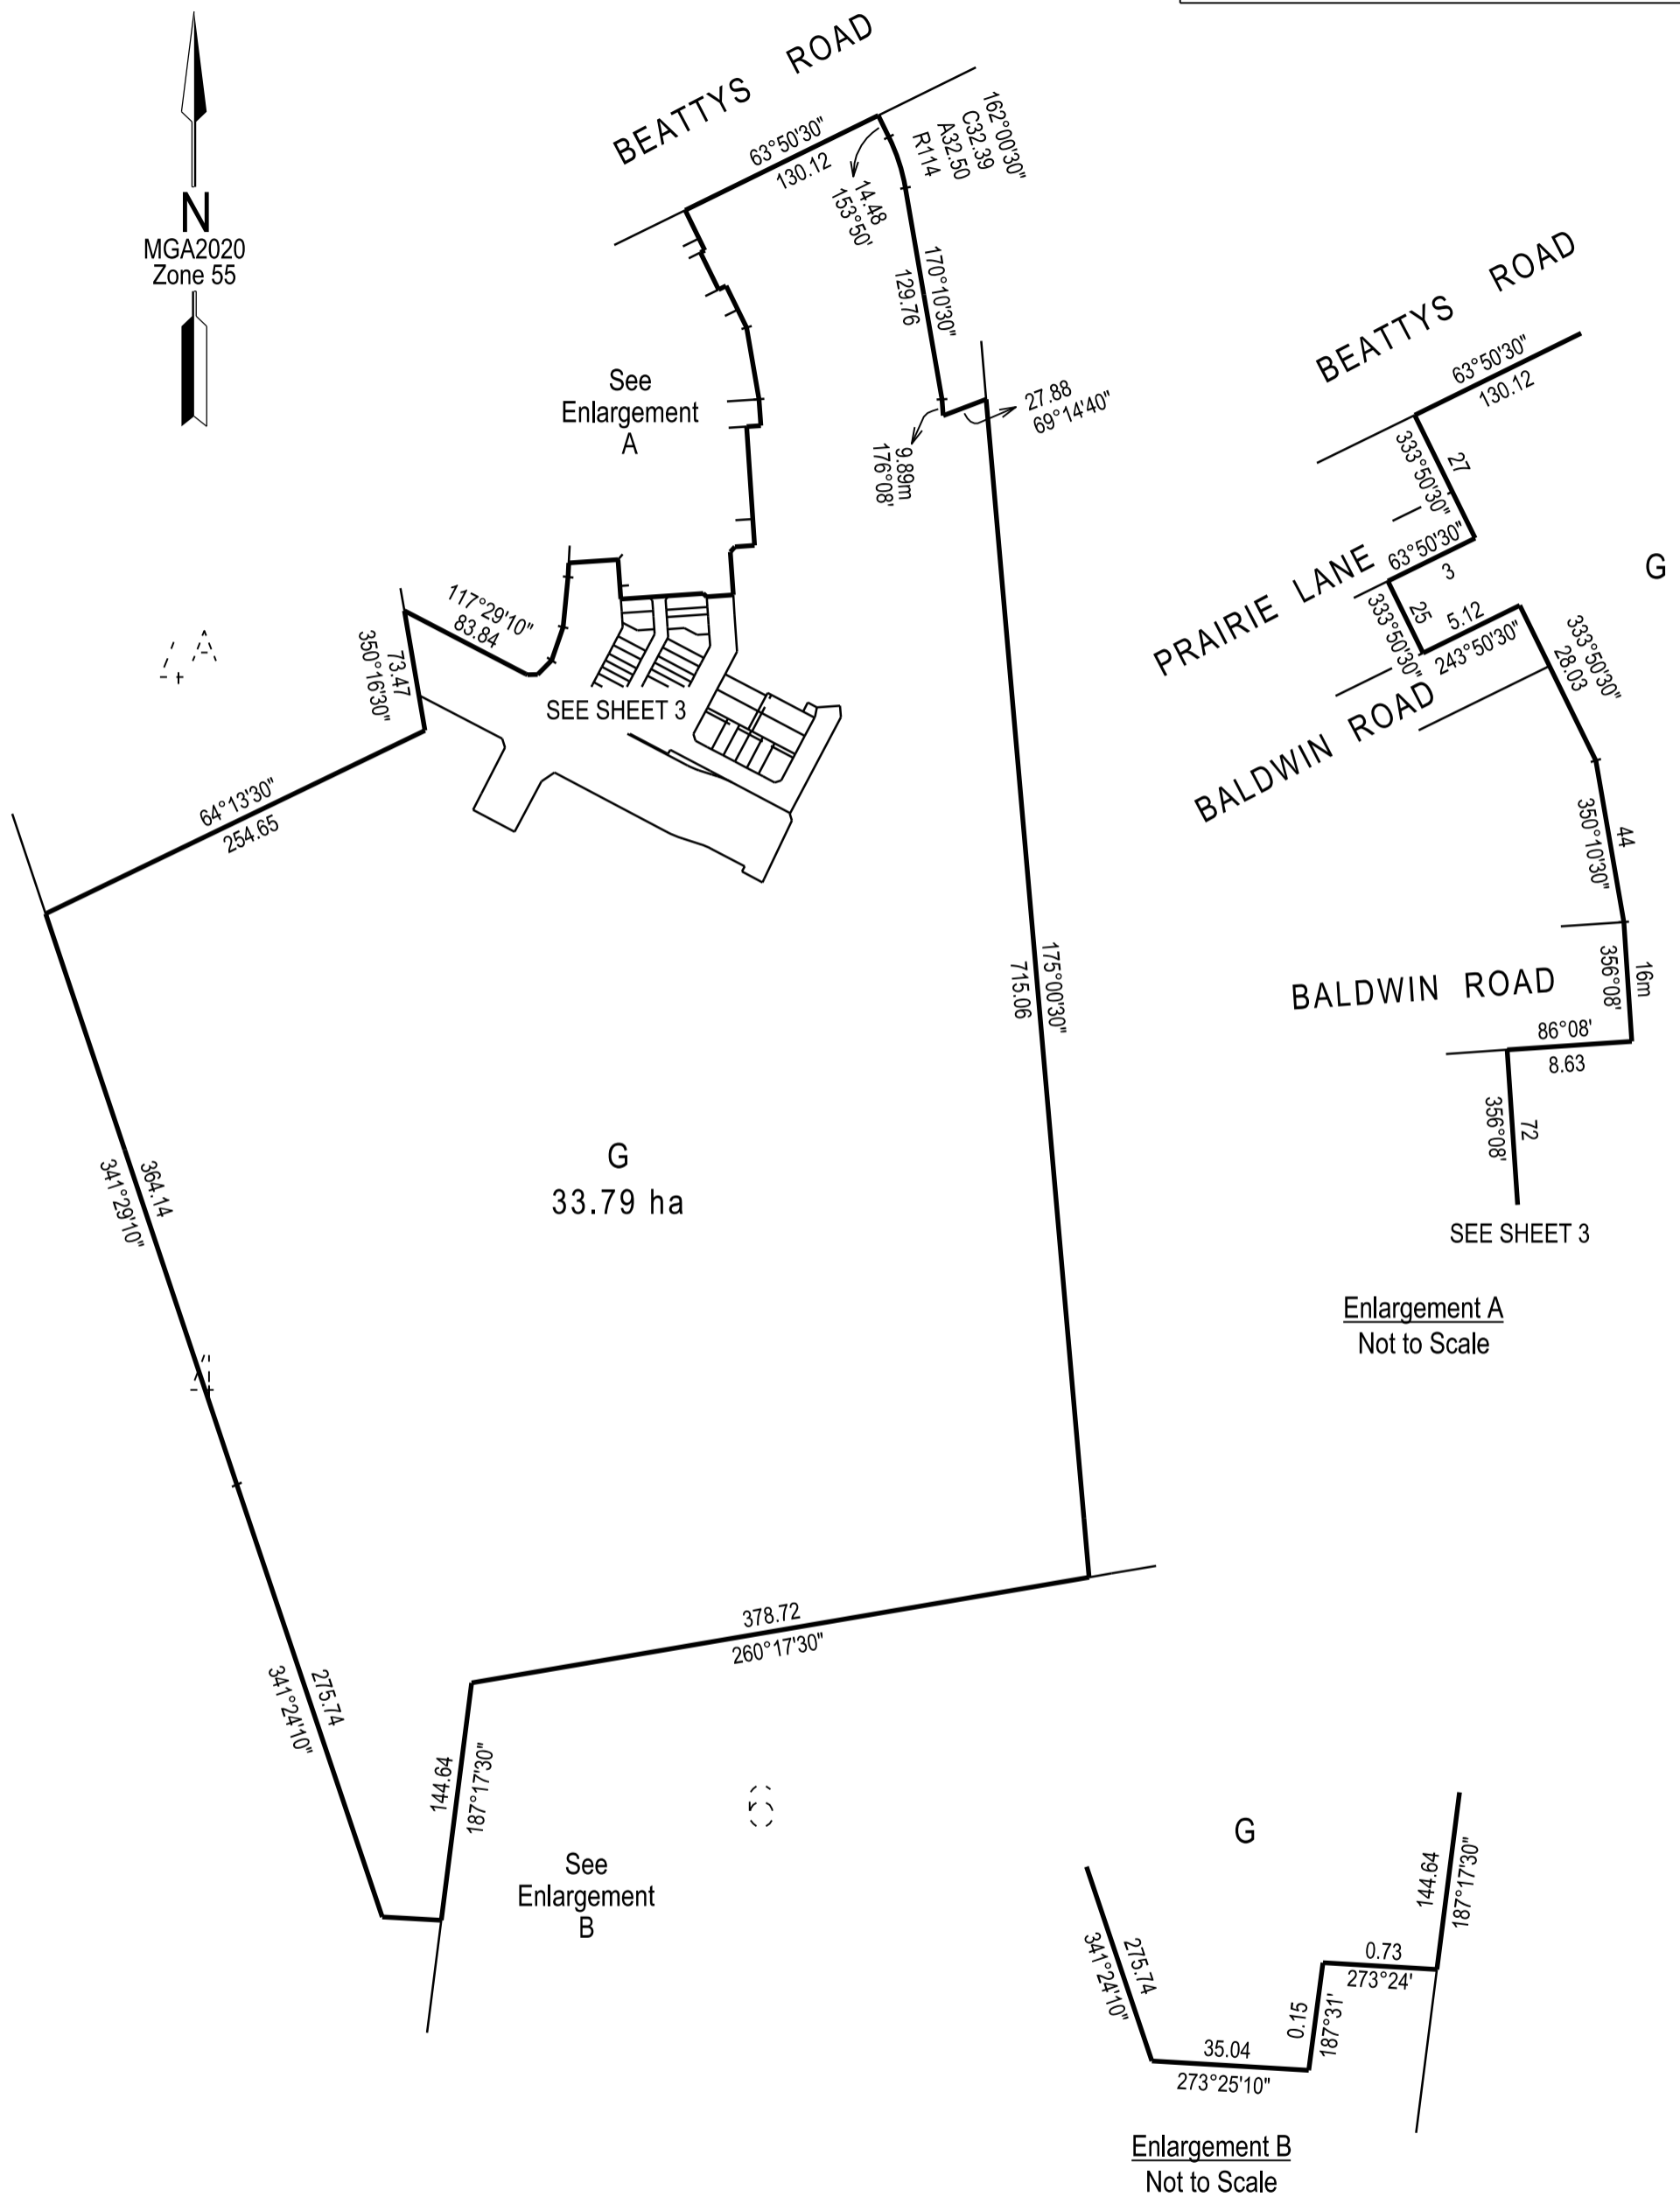 N
MGA2020
Zone 55
BEATTYS ROAD
63°50'30"
130.12
162°00'30"
C32.39
A32.50
R114
14.48
153°50'
170°10'30"
129.76
27.88
69°14'40"
9.89m
176°08'
See
Enlargement
A
117°29'10"
83.84
73.47
350°16'30"
SEE SHEET 3
64°13'30"
254.65
175°00'30"
715.06
G
33.79 ha
364.14
341°29'10"
275.74
341°24'10"
378.72
260°17'30"
144.64
187°17'30"
See
Enlargement
B
BEATTYS ROAD
63°50'30"
130.12
27
333°50'30"
63°50'30"
3
G
PRAIRIE LANE
25
333°50'30"
5.12
243°50'30"
333°50'30"
28.03
BALDWIN ROAD
44
350°10'30"
BALDWIN ROAD
16m
356°08'
86°08'
8.63
72
356°08'
SEE SHEET 3
Enlargement A
Not to Scale
G
144.64
187°17'30"
275.74
341°24'10"
0.73
273°24'
0.15
187°31'
35.04
273°25'10"
Enlargement B
Not to Scale